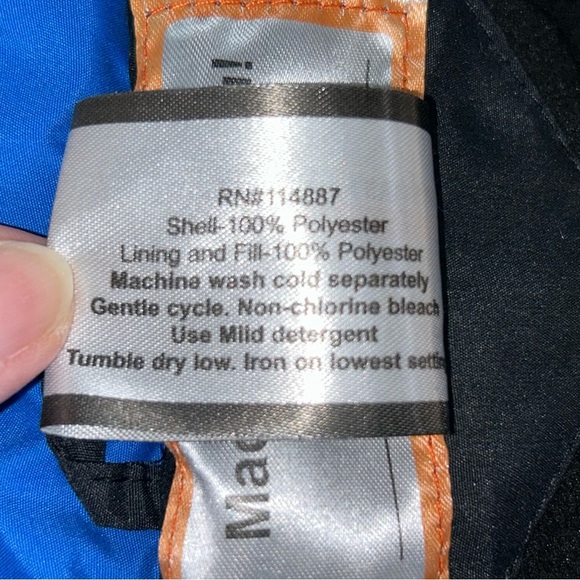 RN#114887
Shell-100% Polyester
Lining and Fill-100% Polyester
Machine wash cold separately
Gentle cycle. Non-chlorine bleach
Use Mild detergent
Tumble dry low. Iron on lowest